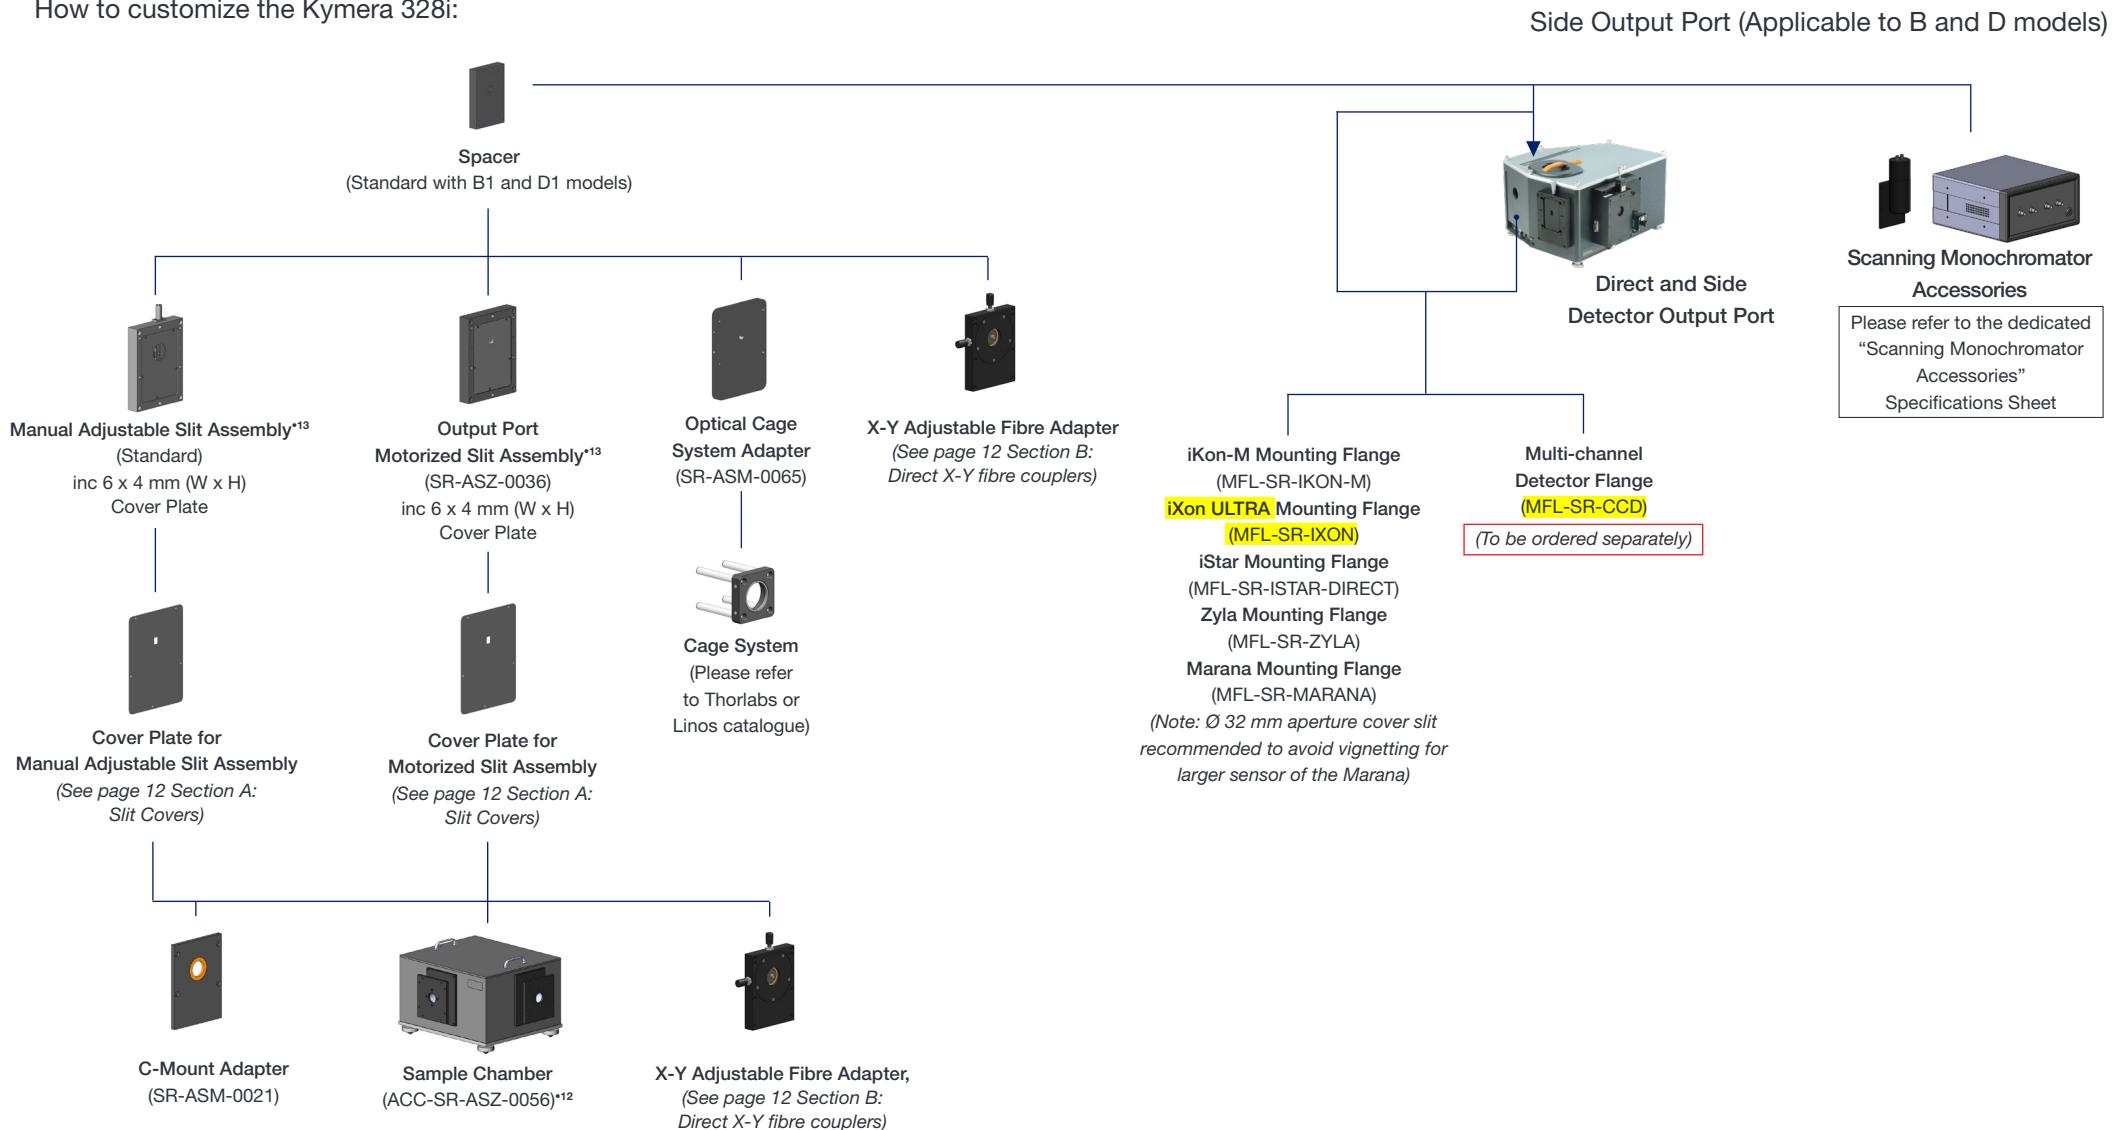 How to customize the Kymera 328i:
Side Output Port (Applicable to B and D models)
Spacer
(Standard with B1 and D1 models)
Manual Adjustable Slit Assembly•13
(Standard)
inc 6 x 4 mm (W x H)
Cover Plate
Output Port
Motorized Slit Assembly•13
(SR-ASZ-0036)
inc 6 x 4 mm (W x H)
Cover Plate
Optical Cage
System Adapter
(SR-ASM-0065)
X-Y Adjustable Fibre Adapter
(See page 12 Section B:
Direct X-Y fibre couplers)
Direct and Side
Detector Output Port
Scanning Monochromator
Accessories
Please refer to the dedicated
“Scanning Monochromator
Accessories”
Specifications Sheet
iKon-M Mounting Flange
(MFL-SR-IKON-M)
iXon ULTRA Mounting Flange
(MFL-SR-IXON)
iStar Mounting Flange
(MFL-SR-ISTAR-DIRECT)
Zyla Mounting Flange
(MFL-SR-ZYLA)
Marana Mounting Flange
(MFL-SR-MARANA)
(Note: Ø 32 mm aperture cover slit
recommended to avoid vignetting for
larger sensor of the Marana)
Multi-channel
Detector Flange
(MFL-SR-CCD)
(To be ordered separately)
Cage System
(Please refer
to Thorlabs or
Linos catalogue)
Cover Plate for
Manual Adjustable Slit Assembly
(See page 12 Section A:
Slit Covers)
Cover Plate for
Motorized Slit Assembly
(See page 12 Section A:
Slit Covers)
C-Mount Adapter
(SR-ASM-0021)
Sample Chamber
(ACC-SR-ASZ-0056)•12
X-Y Adjustable Fibre Adapter,
(See page 12 Section B:
Direct X-Y fibre couplers)